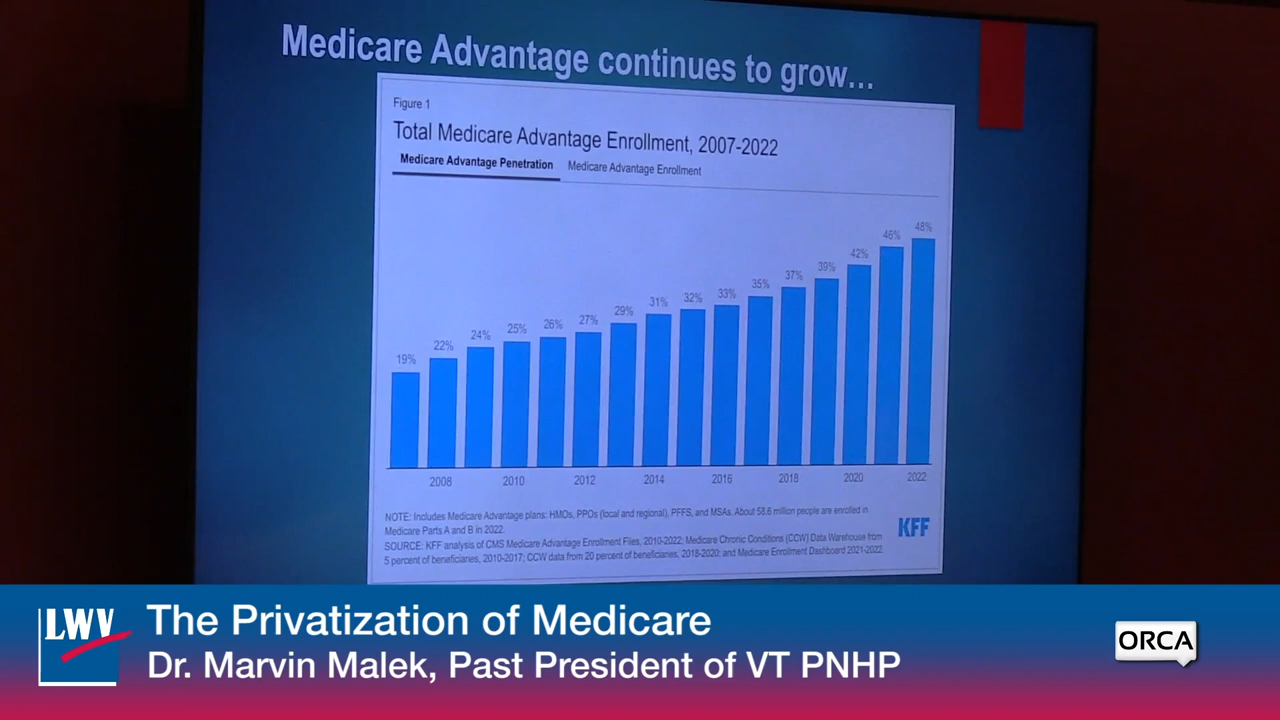 Medicare Advantage continues to grow...
Figure 1
Total Medicare Advantage Enrollment, 2007-2022
Medicare Advantage Penetration Medicare Advantage Enrollment
19% 22% 24% 25% 26% 27% 29% 31% 32% 33% 35% 37% 39% 42% 46% 48%
2008 2010 2012 2014 2016 2018 2020 2022
NOTE: Includes Medicare Advantage plans: HMOs, PPOs (local and regional), PFFS, and MSAs. About 58.6 million people are enrolled in
Medicare Parts A and B in 2022.
SOURCE: KFF analysis of CMS Medicare Advantage Enrollment Files, 2010-2022; Medicare Chronic Conditions (CCW) Data Warehouse from
5 percent of beneficiaries, 2010-2017; CCW data from 20 percent of beneficiaries, 2018-2020; and Medicare Enrollment Dashboard 2021-2022.
KFF
LWV
The Privatization of Medicare
Dr. Marvin Malek, Past President of VT PNHP
ORCA